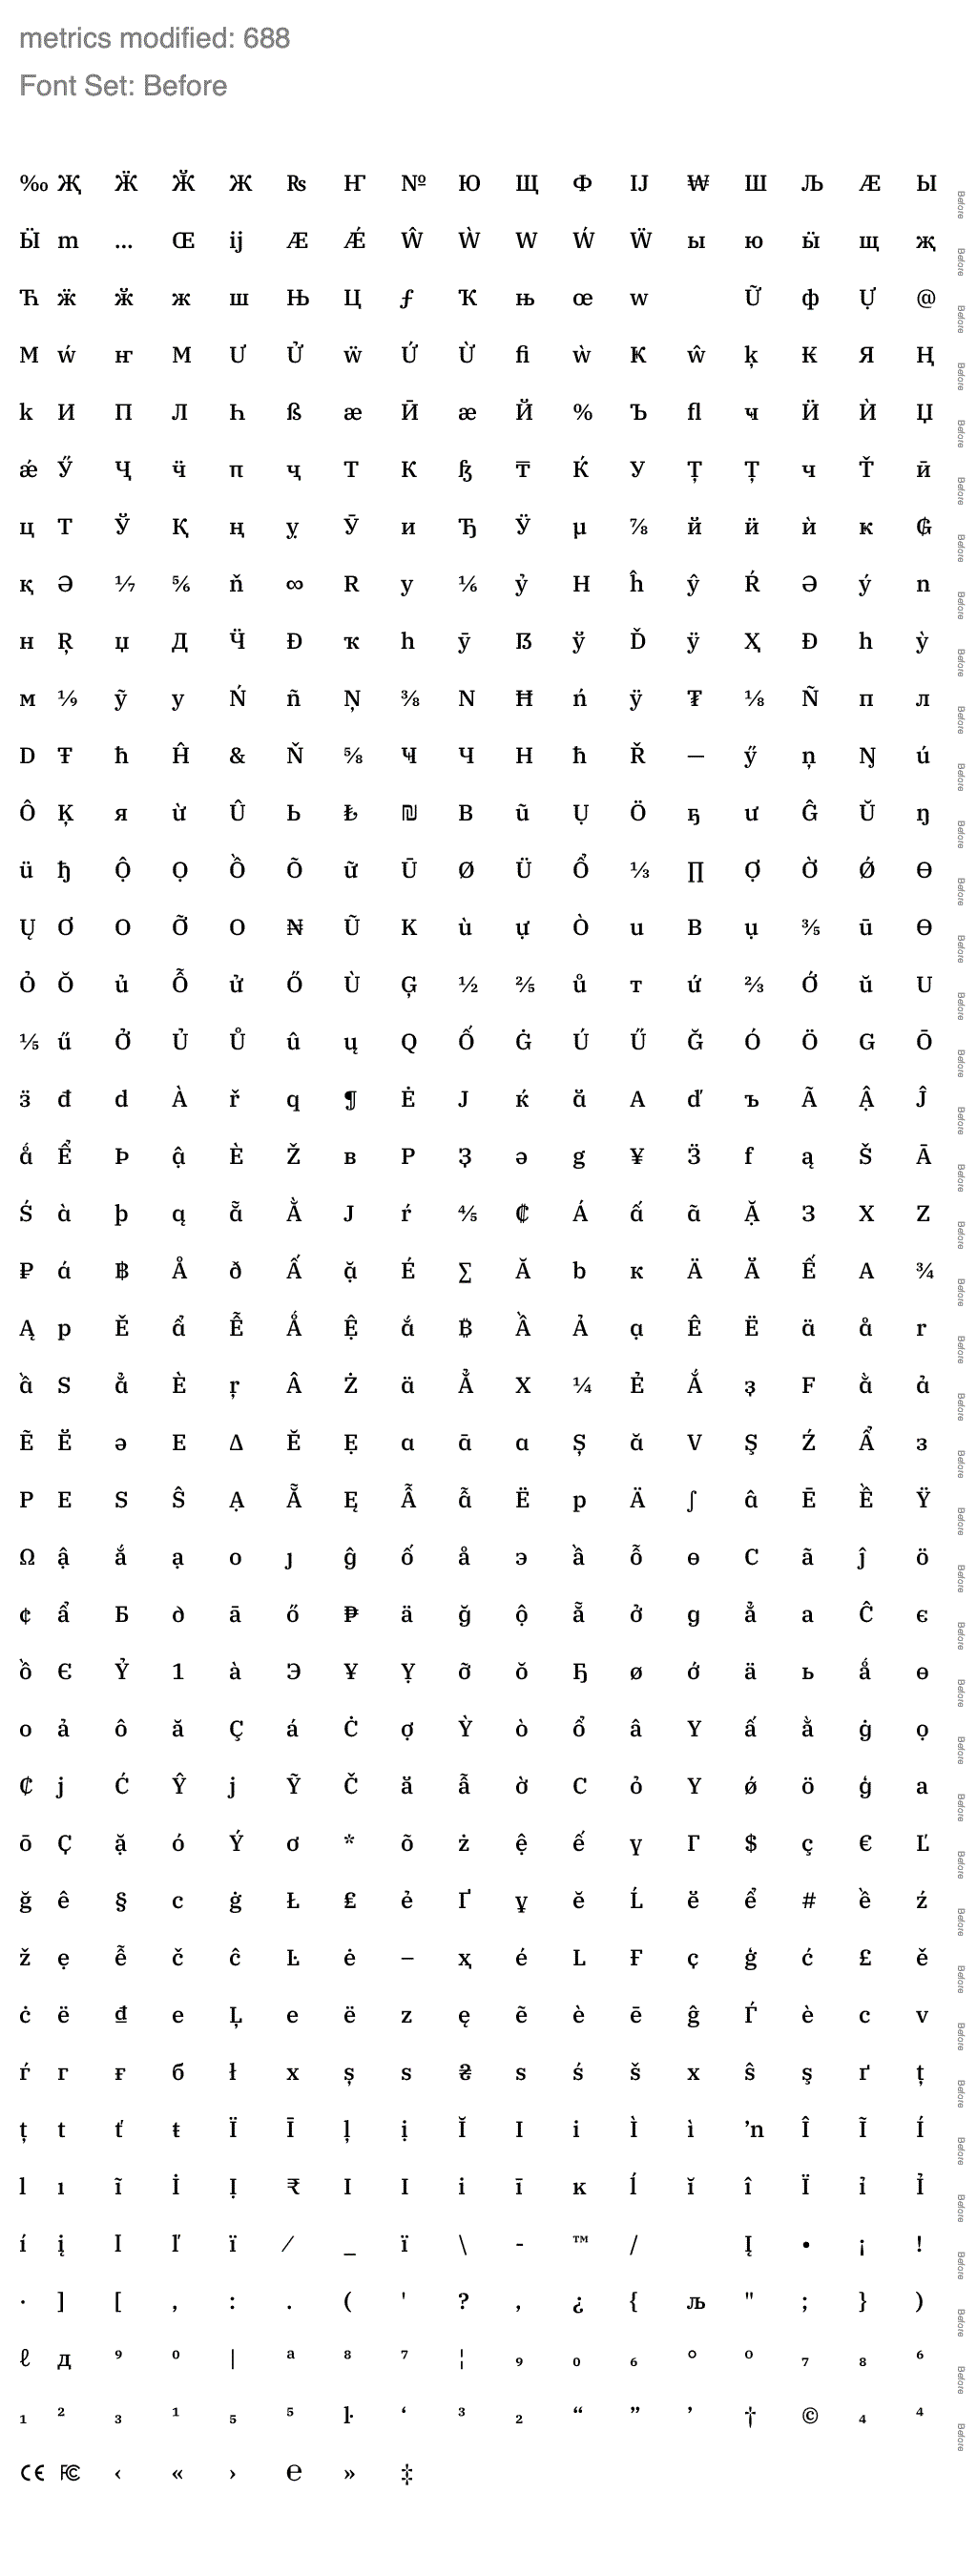 metrics modified: 688
Font Set: Before
‰ Җ Ӝ Ӂ Ж ₨ Ҥ № Ю Щ Ф Ĳ ₩ Ш Љ Æ Ы Before
Ӹ m … Œ ĳ Æ Ǽ Ŵ Ẁ W Ẃ Ẅ ы ю ӹ щ җ Before
Ћ ӝ ӂ ж ш Њ Ц ƒ Ҡ њ œ w Ữ ф Ự @ Before
M ẃ ҥ М Ư Ử ẅ Ứ Ừ ﬁ ẁ Ҝ ŵ ķ Ҟ Я Ң Before
k И П Л Һ ß æ Ӣ ӕ Й % Ъ ﬂ ҹ Ӥ Ѝ Џ Before
ǽ Ӳ Ҷ ӵ п ҷ T К ꜧ Ŧ Ḱ У Ț Ţ ч Ť ӣ Before
ц Т Ў Қ ң ү Ӯ и Ђ Ӱ µ ⅞ й ӥ ѝ ҝ ₲ Before
қ Ə ⅐ ⅚ ň ∞ R y ⅙ ỷ H ĥ ŷ Ŕ Ә ý n Before
н Ŗ џ Д Ӵ Đ ҡ h ȳ ẞ ў Ď ӱ Ҳ Ð һ ỳ Before
м ⅑ ỹ у Ń ñ Ņ ⅜ N Ħ ń ÿ ₮ ⅛ Ñ п л Before
D Ŧ ħ Ĥ & Ň ⅝ Ҹ Ч Н ћ Ř — ӳ ņ Ŋ ú Before
Ô Ķ я ừ Û Ь ₺ ₪ В ũ Ụ Ö ҕ ư Ĝ Ŭ ŋ Before
ü ђ Ộ Ọ Ồ Õ ữ Ū Ø Ü Ổ ⅓ ∏ Ợ Ờ Ǿ Ө Before
Ų Ơ O Ỡ О ₦ Ũ K ù ự Ò u B ụ ⅗ ū Ɵ Before
Ỏ Ŏ ủ Ỗ ử Ő Ù Ģ ½ ⅖ ů т ứ ⅔ Ớ ŭ U Before
⅕ ű Ở Ủ Ů û ų Q Ố Ġ Ú Ű Ğ Ó Ӧ G Ō Before
ӟ đ d À ř q ¶ Ė J ḱ ӑ A ď ъ Ã Ậ Ĵ Before
ǻ Ể Þ ậ È Ž в P Ҙ ə g ¥ Ӟ f ą Š Ā Before
Ś à þ ą ẵ Ằ Ј ŕ ⅘ ₵ Á ấ ã Ặ З Х Z Before
₽ á ฿ Å ð Ấ ặ É ∑ Ă b к Ä Ӑ Ế А ¾ Before
Ą р Ě ẩ Ễ Ǻ Ệ ắ ₿ Ầ Ả ạ Ê Ë ä å r Before
ầ S ẳ Ѐ ŗ Â Ż ӓ Ẳ X ¼ Ẻ Ắ ҙ F ằ ả Before
Ẽ Ӗ ә E ∆ Ĕ Ẹ ɑ ā а Ș ă V Ş Ź Ẩ з Before
Р Е Ѕ Ŝ Ạ Ẵ Ę Ẫ ẫ Ё p Ӓ ∫ â Ē Ề Ÿ Before
Ω ậ ắ ạ o ȷ ĝ ố å э ầ ỗ ɵ С ã ĵ ö Before
¢ ẩ Б ∂ ā ő ₱ ä ğ ộ ẵ ở g ẳ a Ĉ є Before
ồ Є Ỷ 1 à Э ¥ Ỵ ỡ ŏ Ҕ ø ớ ӓ ь ǻ ө Before
о ả ô ă Ç á Ċ ợ Ỳ ò ổ â Y ấ ằ ġ ọ Before
₵ j Ć Ŷ ј Ỹ Č ӑ ẫ ờ C ỏ Ү ǿ ӧ ģ а Before
ō Ҫ ặ ó Ý ơ * õ ż ệ ế ү Г $ ç € Ľ Before
ğ ê § c ġ Ł ₤ ẻ Ґ ұ ĕ Ĺ ӗ ể # ề ź Before
ž ẹ ễ č ĉ Ŀ ė – ҳ é L Ғ ҫ ģ ć £ ě Before
ċ ë ₫ e Ļ е ё z ę ẽ è ē ĝ Ѓ ѐ с v Before
ѓ г ғ б ł х ș s ₴ ѕ ś š x ŝ ş ґ ț Before
ţ t ť ŧ Ï Ī ļ ị Ĭ I i Ì ì ŉ Î Ĩ Í Before
l ı ĩ İ Ị ₹ І Ӏ і ī ĸ ĺ ĭ î Ї ỉ Ỉ Before
í į ӏ ľ ï ⁄ _ ї \ - ™ / Į • ¡ ! Before
· ] [ , : . ( ' ? ‚ ¿ { љ " ; } ) Before
ℓ д ⁹ ⁰ | ª ⁸ ⁷ ¦ ₉ ₀ ₆ ° º ₇ ₈ ⁶ Before
₁ ² ₃ ¹ ₅ ⁵ ŀ ‘ ³ ₂ “ ” ’ † © ₄ ⁴ Before
CE FC ‹ « › ℮ » ‡